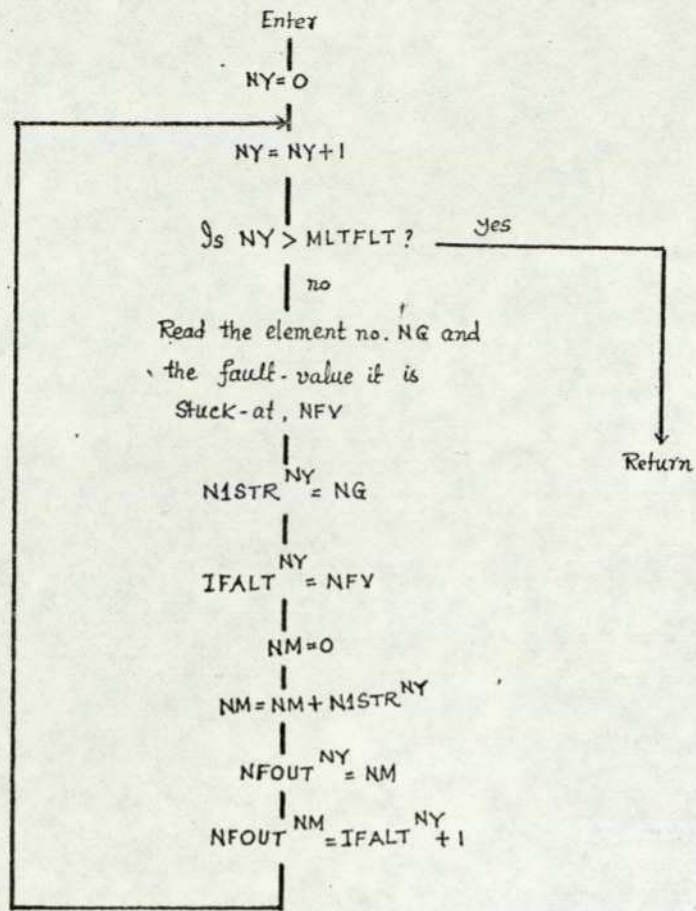 Enter
NY=0
NY = NY+1
Is NY > MLTFLT ?
yes
no
Read the element no. NG and
the fault-value it is
Stuck-at, NFV
Return
N1STR^NY = NG
IFALT^NY = NFV
NM=0
NM = NM + N1STR^NY
NFOUT^NY = NM
NFOUT^NM = IFALT^NY + 1